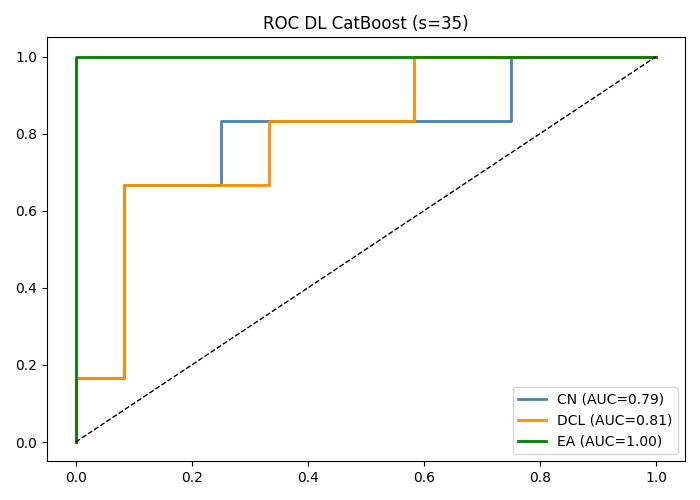 ROC DL CatBoost (s=35)
1.0
0.8
0.6
0.4
0.2
0.0
0.0 0.2 0.4 0.6 0.8 1.0
CN (AUC=0.79)
DCL (AUC=0.81)
EA (AUC=1.00)